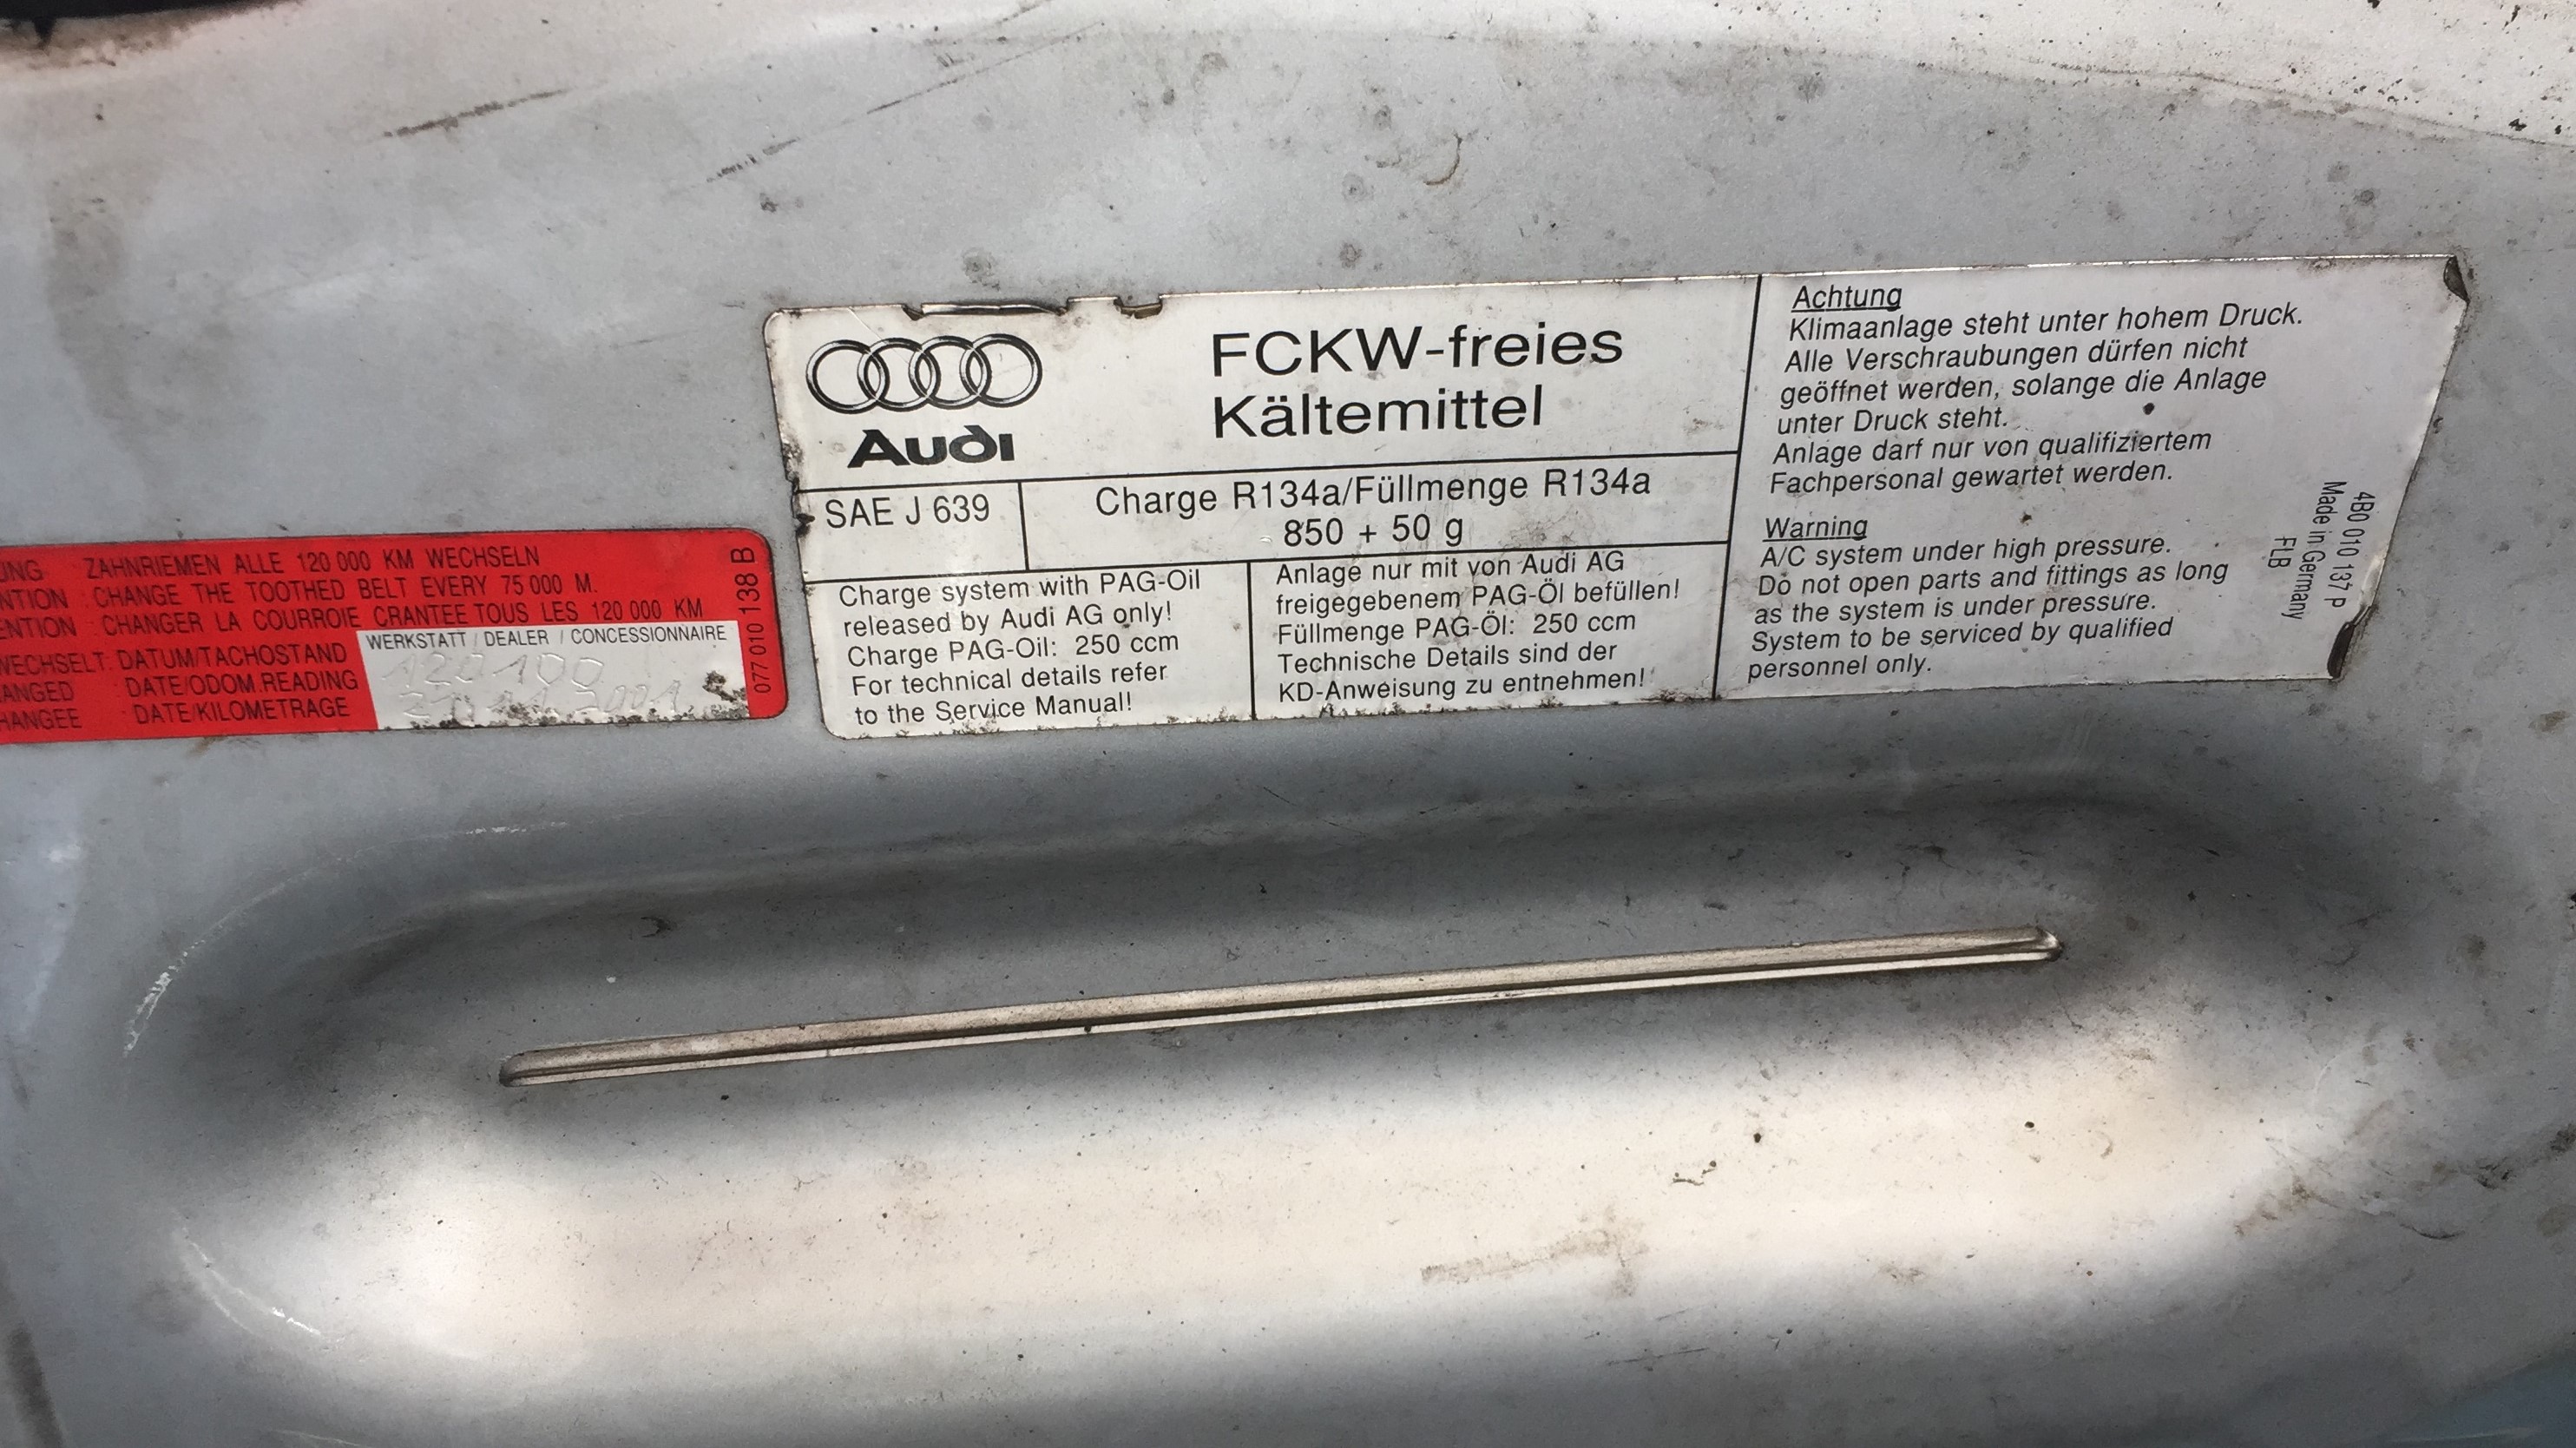 ZAHNRIEMEN ALLE 120 000 KM WECHSELN
CHANGE THE TOOTHED BELT EVERY 75 000 M.
: CHANGER LA COURROIE CRANTEE TOUS LES 120 000 KM
WECHSELT: DATUM/TACHOSTAND
: DATE/ODOM.READING
: DATE/KILOMETRAGE
WERKSTATT / DEALER / CONCESSIONNAIRE
120100
077 010 138 B
Audi
FCKW-freies
Kältemittel
SAE J 639
Charge R134a/Füllmenge R134a
850 + 50 g
Charge system with PAG-Oil
released by Audi AG only!
Charge PAG-Oil: 250 ccm
For technical details refer
to the Service Manual!
Anlage nur mit von Audi AG
freigegebenem PAG-Öl befüllen!
Füllmenge PAG-Öl: 250 ccm
Technische Details sind der
KD-Anweisung zu entnehmen!
Achtung
Klimaanlage steht unter hohem Druck.
Alle Verschraubungen dürfen nicht
geöffnet werden, solange die Anlage
unter Druck steht.
Anlage darf nur von qualifiziertem
Fachpersonal gewartet werden.
Warning
A/C system under high pressure.
Do not open parts and fittings as long
as the system is under pressure.
System to be serviced by qualified
personnel only.
4B0 010 137 P
Made in Germany
FLB